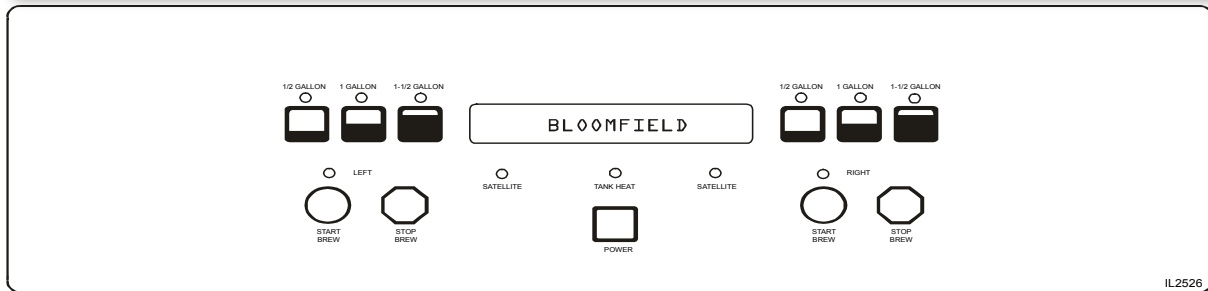 1/2 GALLON 1 GALLON 1-1/2 GALLON
1/2 GALLON 1 GALLON 1-1/2 GALLON
BLOOMFIELD
LEFT
RIGHT
SATELLITE
TANK HEAT
SATELLITE
START
BREW
STOP
BREW
POWER
START
BREW
STOP
BREW
IL2526